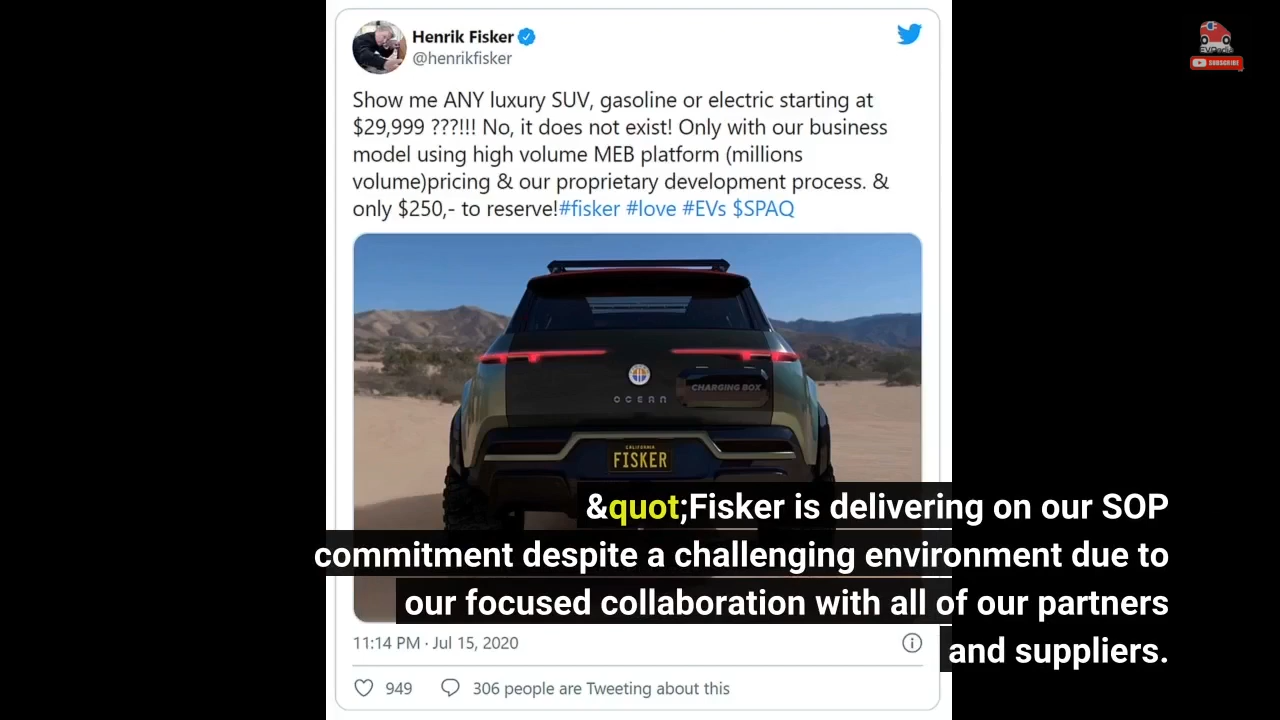 Henrik Fisker
@henrikfisker
Show me ANY luxury SUV, gasoline or electric starting at
$29,999 ???!!! No, it does not exist! Only with our business
model using high volume MEB platform (millions
volume)pricing & our proprietary development process. &
only $250,- to reserve!#fisker #love #EVs $SPAQ
OCEAN
CHARGING BOX
CALIFORNIA
FISKER
&quot;Fisker is delivering on our SOP
commitment despite a challenging environment due to
our focused collaboration with all of our partners
and suppliers.
11:14 PM · Jul 15, 2020
949
306 people are Tweeting about this
SUBSCRIBE